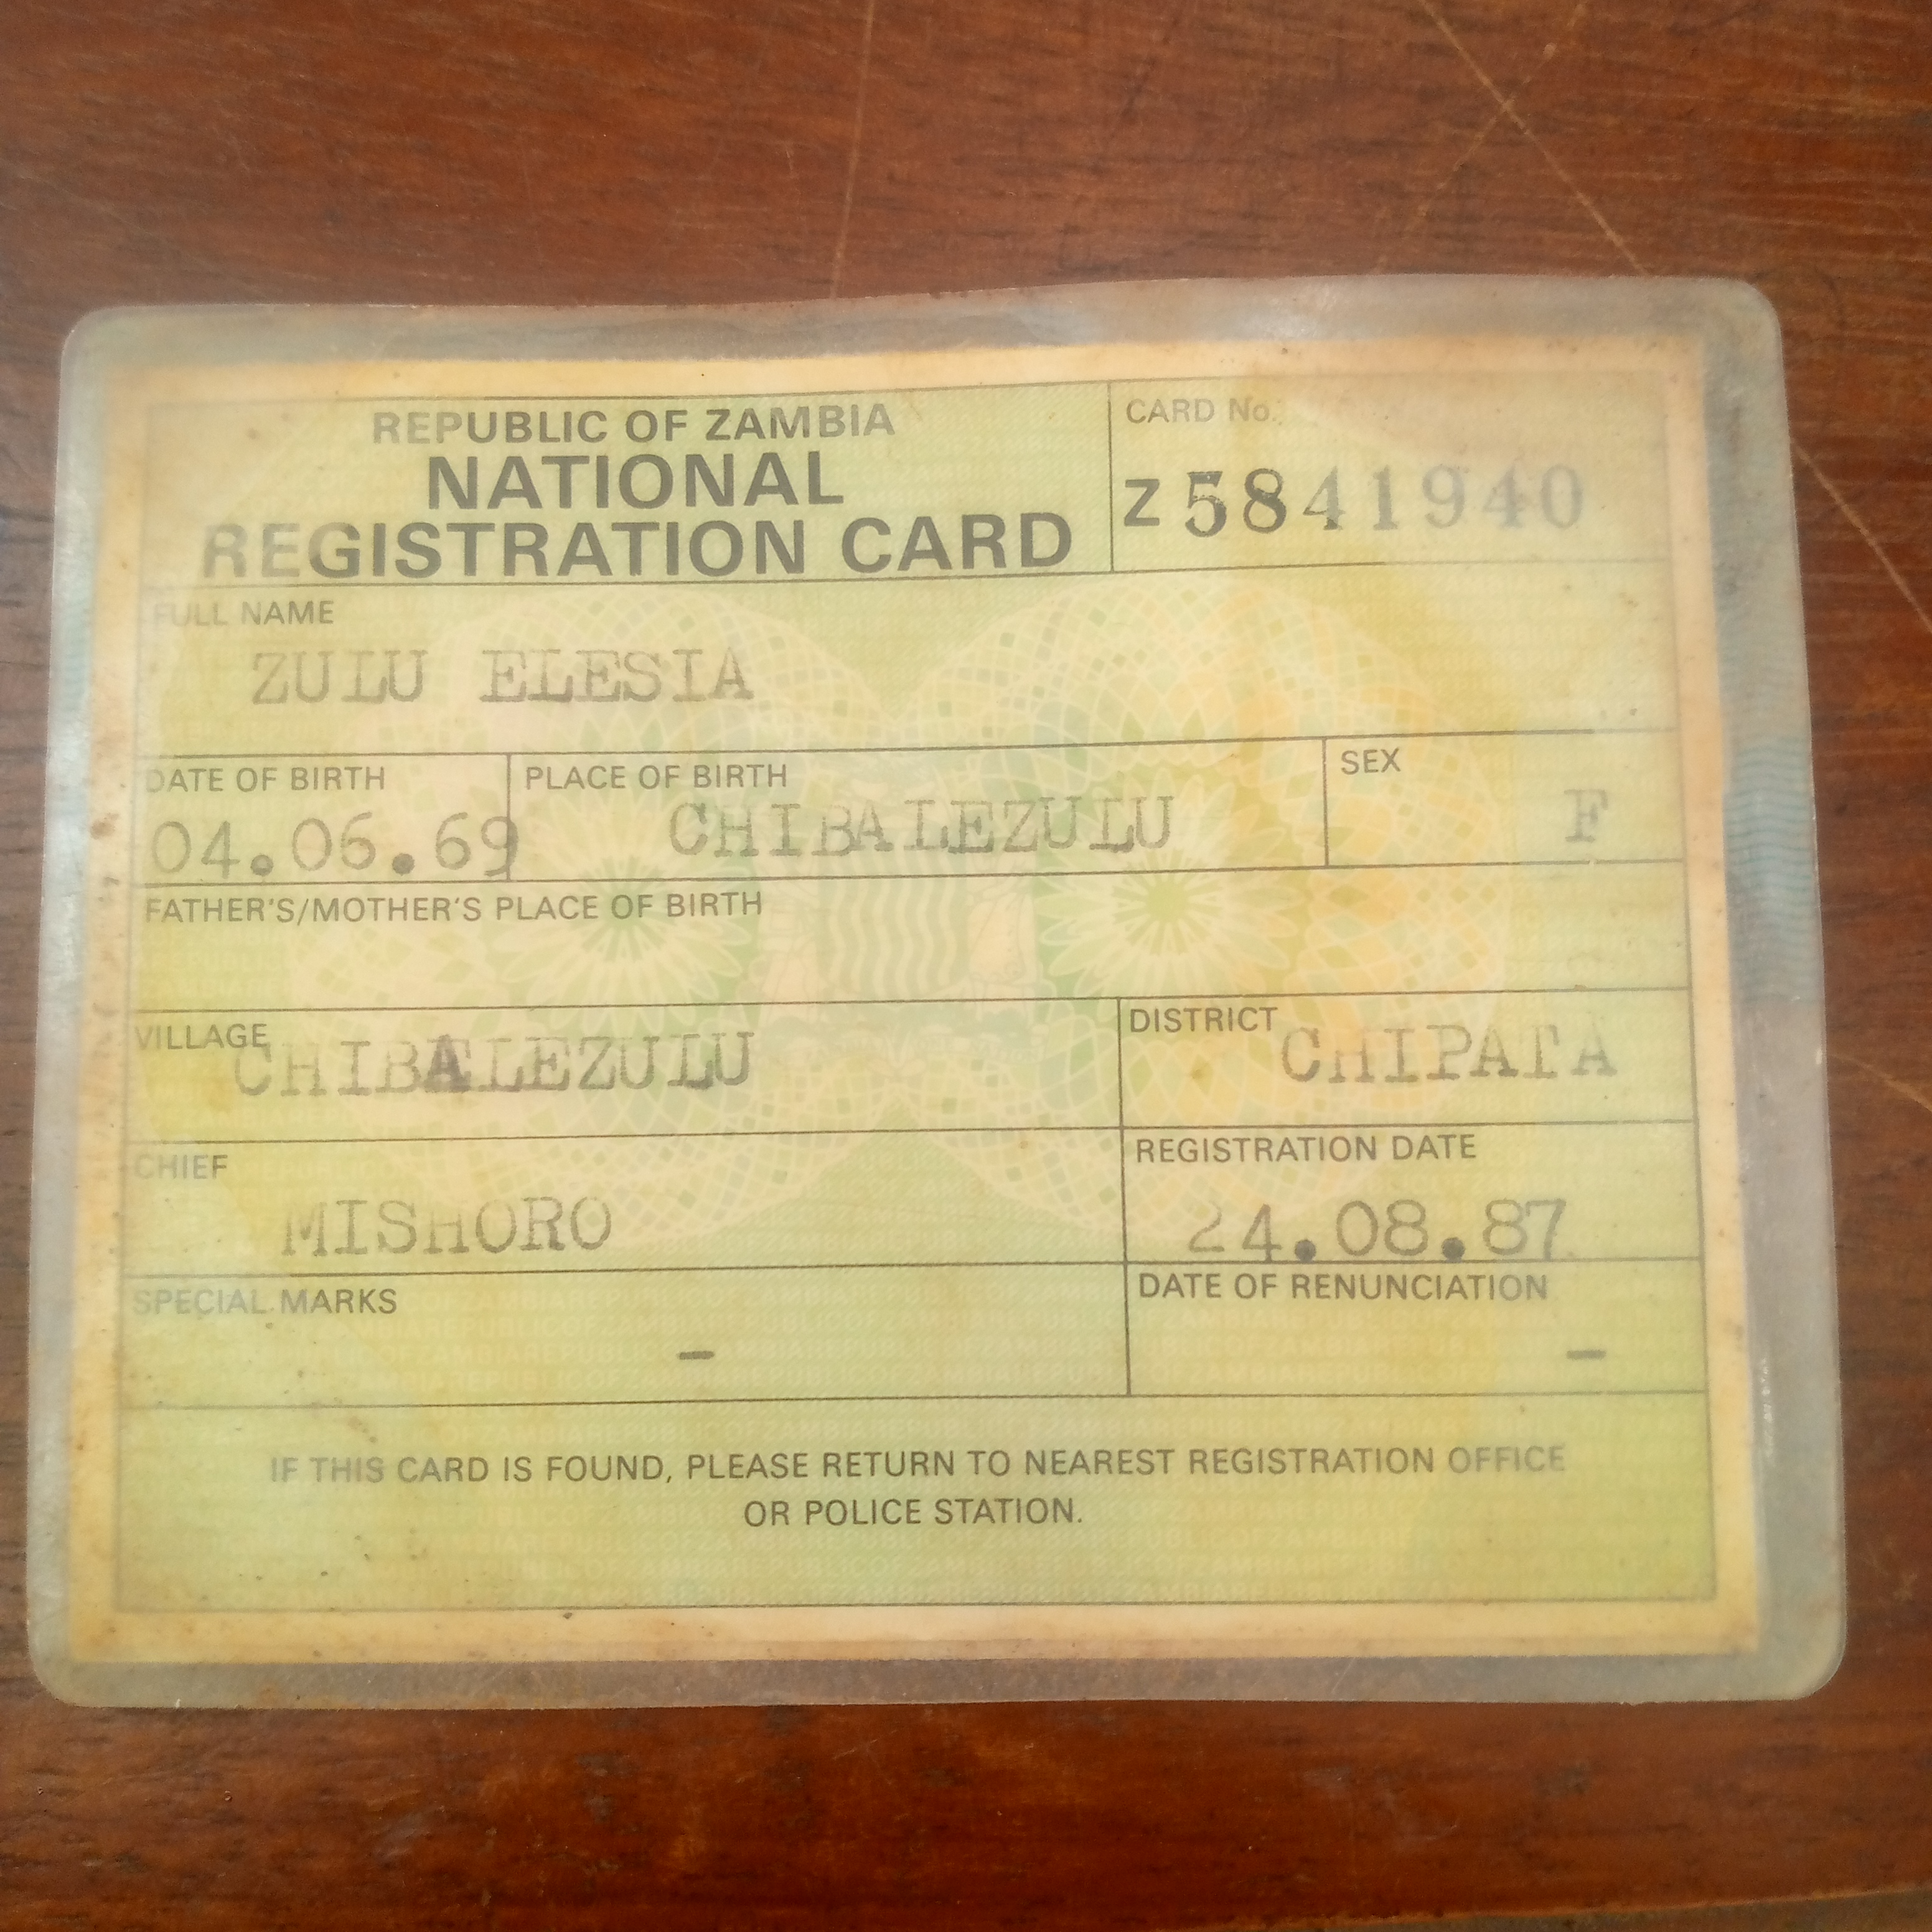 REPUBLIC OF ZAMBIA
NATIONAL
REGISTRATION CARD
CARD No.
Z 5841940
FULL NAME
ZULU ELESIA
DATE OF BIRTH
04.06.69
PLACE OF BIRTH
CHIBALEZULU
SEX
F
FATHER'S/MOTHER'S PLACE OF BIRTH
VILLAGE
CHIBALEZULU
DISTRICT
CHIPATA
CHIEF
MISHORO
REGISTRATION DATE
24.08.87
SPECIAL MARKS
–
DATE OF RENUNCIATION
–
IF THIS CARD IS FOUND, PLEASE RETURN TO NEAREST REGISTRATION OFFICE
OR POLICE STATION.